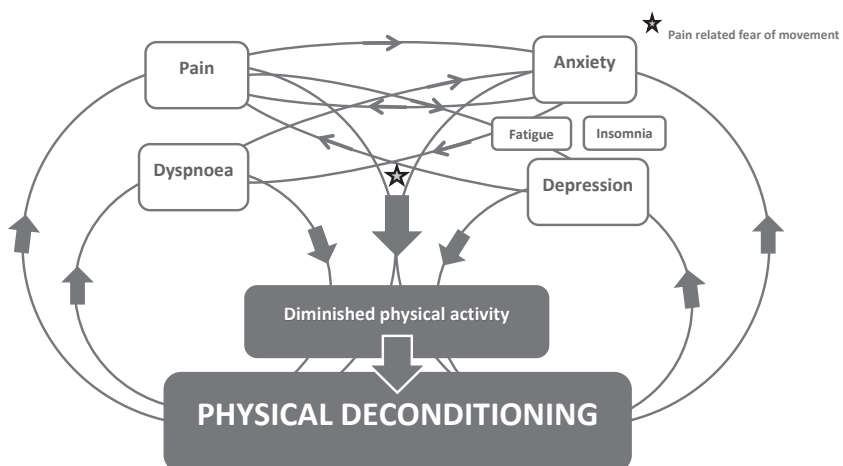 Pain related fear of movement
Pain
Anxiety
Fatigue
Insomnia
Dyspnoea
Depression
Diminished physical activity
PHYSICAL DECONDITIONING